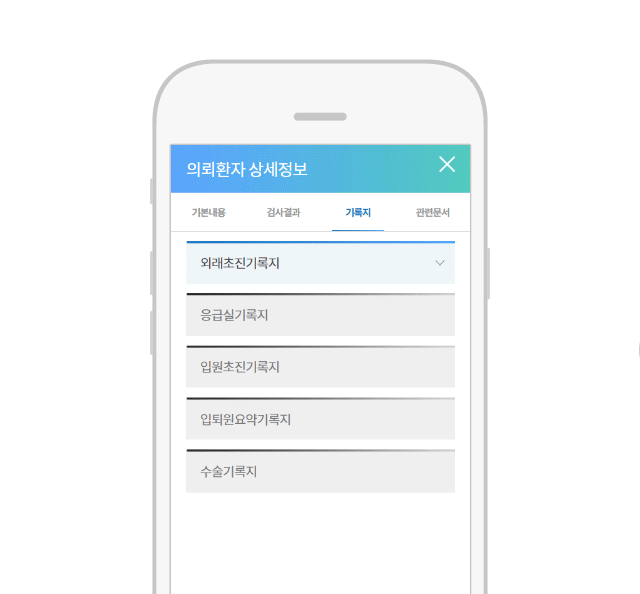 의뢰환자 상세정보
기본내용 검사결과 기록지 관련문서
외래초진기록지
응급실기록지
입원초진기록지
입퇴원요약기록지
수술기록지